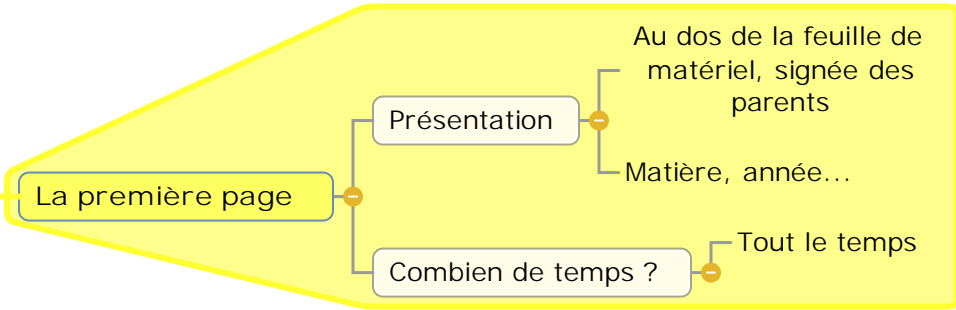 La première page
Présentation
Au dos de la feuille de
matériel, signée des
parents
Matière, année...
Combien de temps ?
Tout le temps